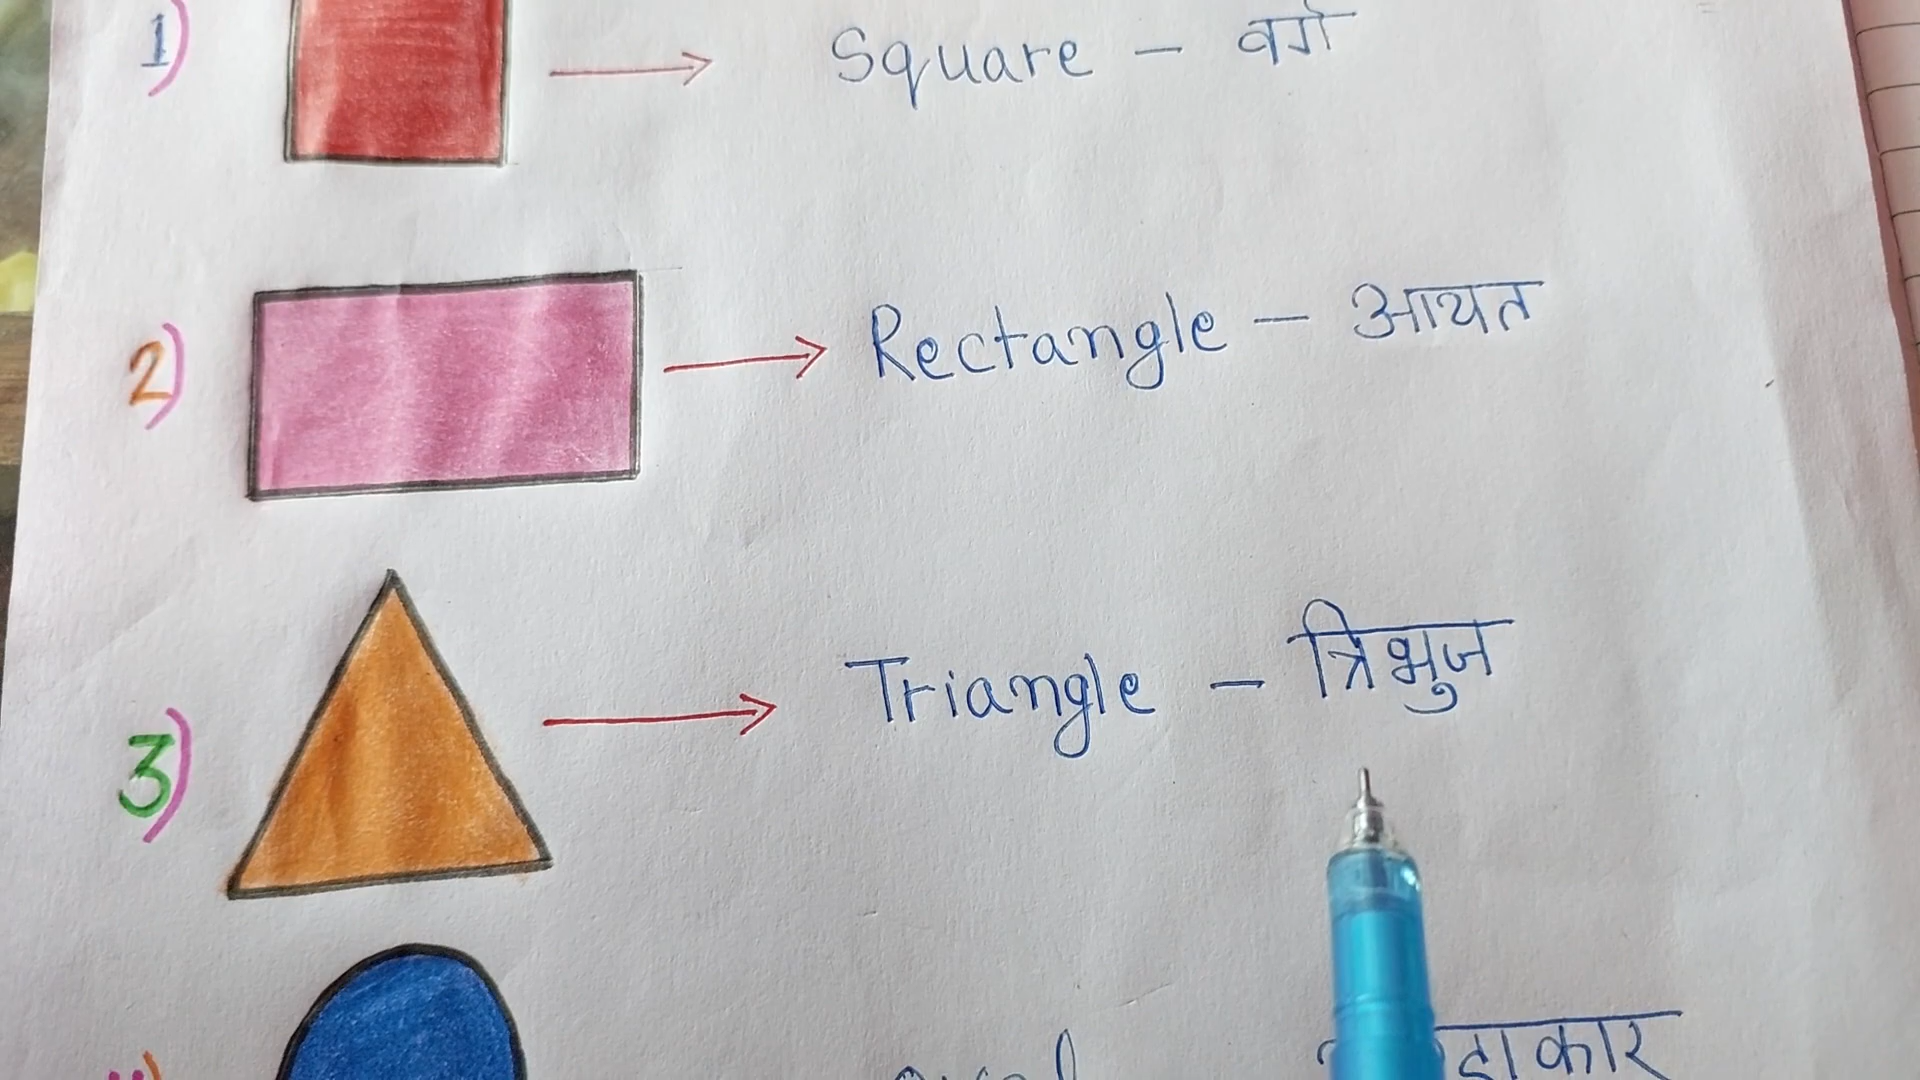 1) Square - वर्ग
2) Rectangle - आयत
3) Triangle - त्रिभुज